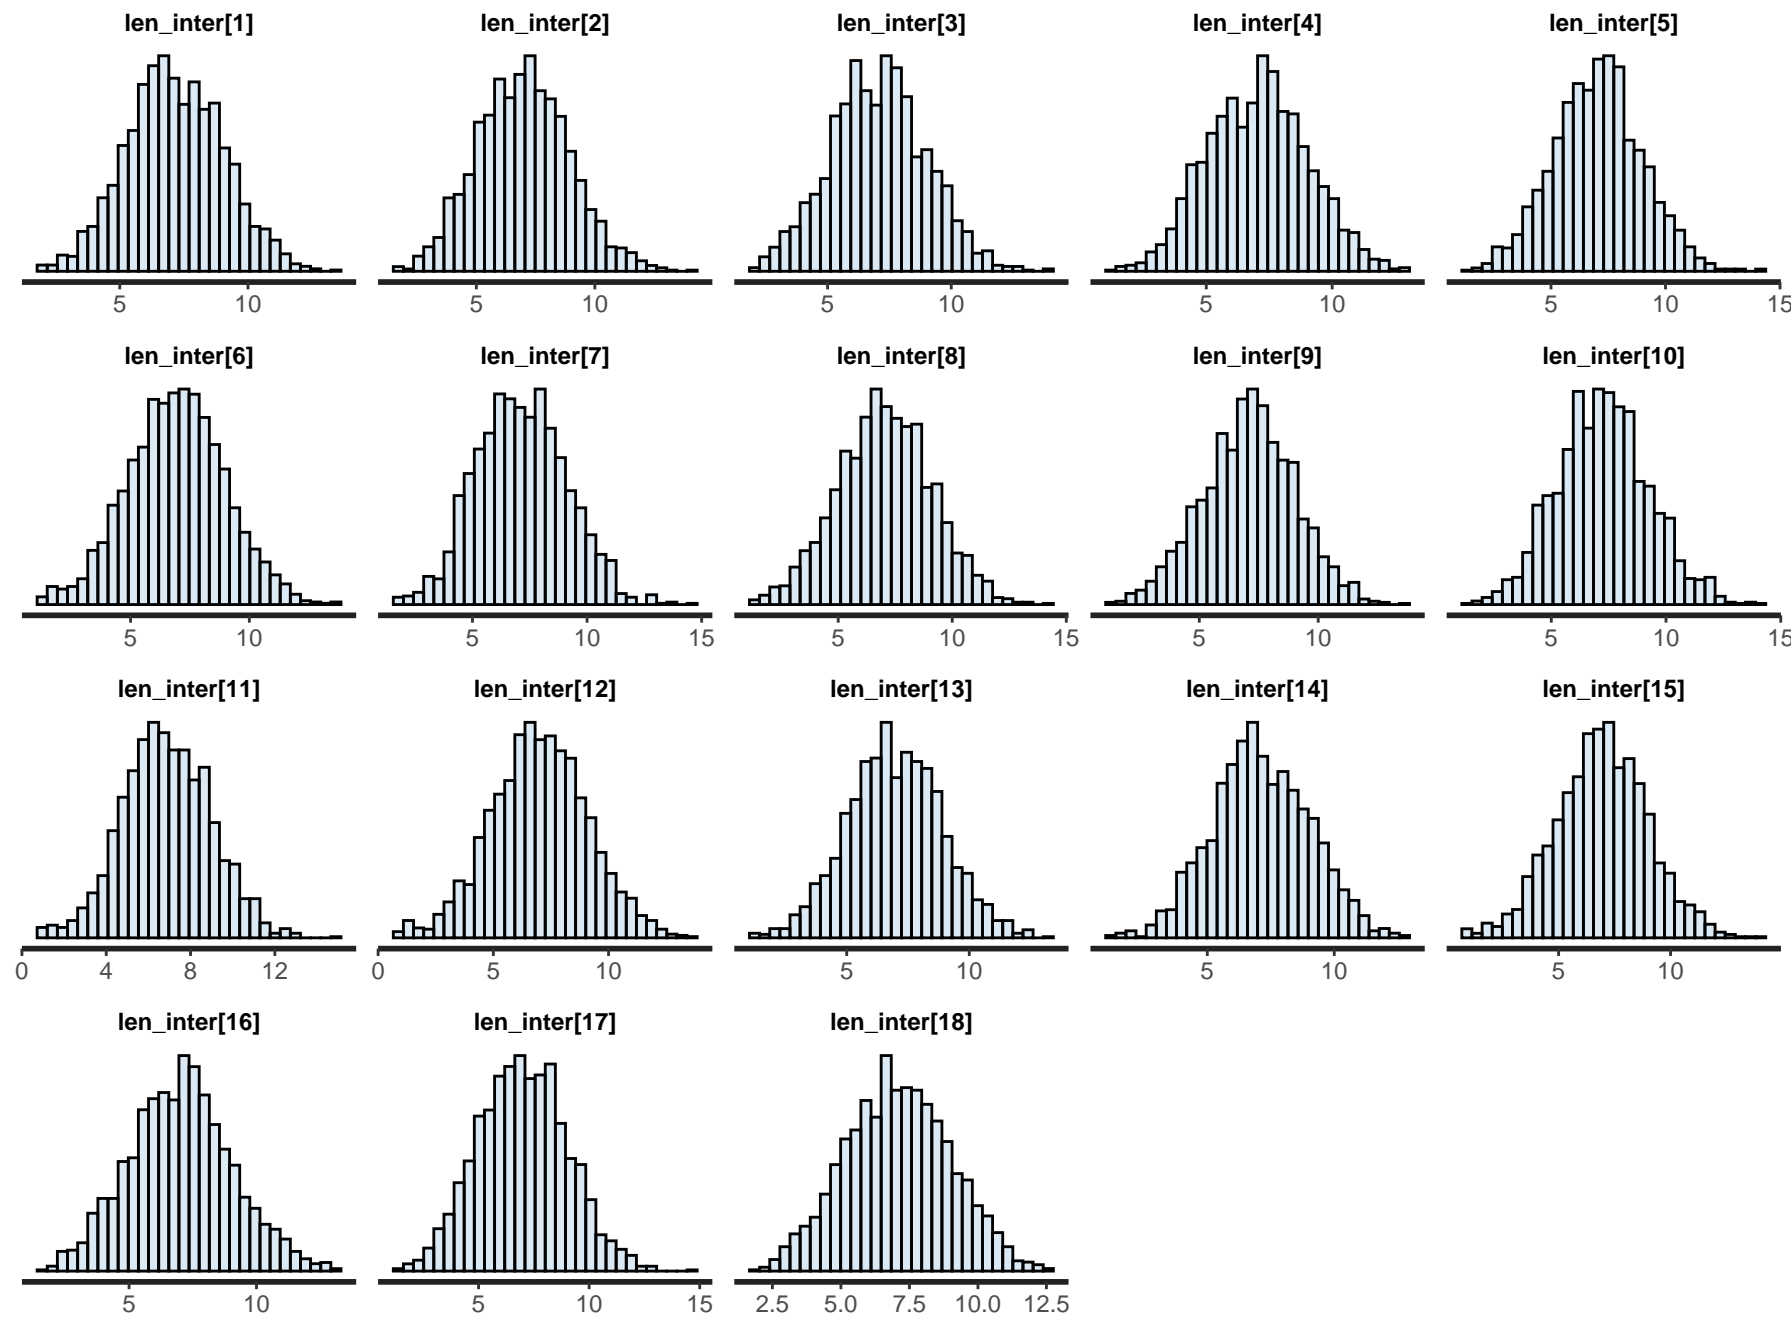 len_inter[1] len_inter[2] len_inter[3] len_inter[4] len_inter[5]
5 10 5 10 5 10 5 10 5 10 15
len_inter[6] len_inter[7] len_inter[8] len_inter[9] len_inter[10]
5 10 5 10 15 5 10 15 5 10 5 10 15
len_inter[11] len_inter[12] len_inter[13] len_inter[14] len_inter[15]
0 4 8 12 0 5 10 5 10 5 10 5 10
len_inter[16] len_inter[17] len_inter[18]
5 10 5 10 15 2.5 5.0 7.5 10.0 12.5